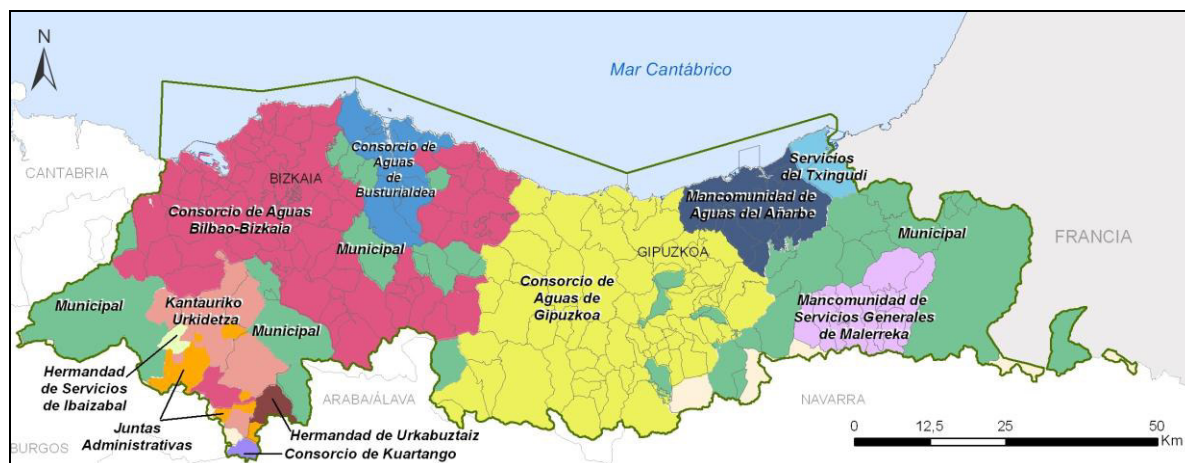 N
Mar Cantábrico
CANTABRIA
BIZKAIA
Consorcio de
Aguas
de
Busturialdea
Servicios
del Txingudi
Mancomunidad de
Aguas del Añarbe
Consorcio de Aguas
Bilbao-Bizkaia
Municipal
GIPUZKOA
Municipal
FRANCIA
Consorcio de
Aguas de
Gipuzkoa
Municipal
Kantauriko
Urkidetza
Municipal
Mancomunidad de
Servicios Generales
de Malerreka
Hermandad
de Servicios
de Ibaizabal
Juntas
Administrativas
ARABA/ÁLAVA
NAVARRA
BURGOS
Hermandad de Urkabuztaiz
Consorcio de Kuartango
0 12,5 25 50
Km